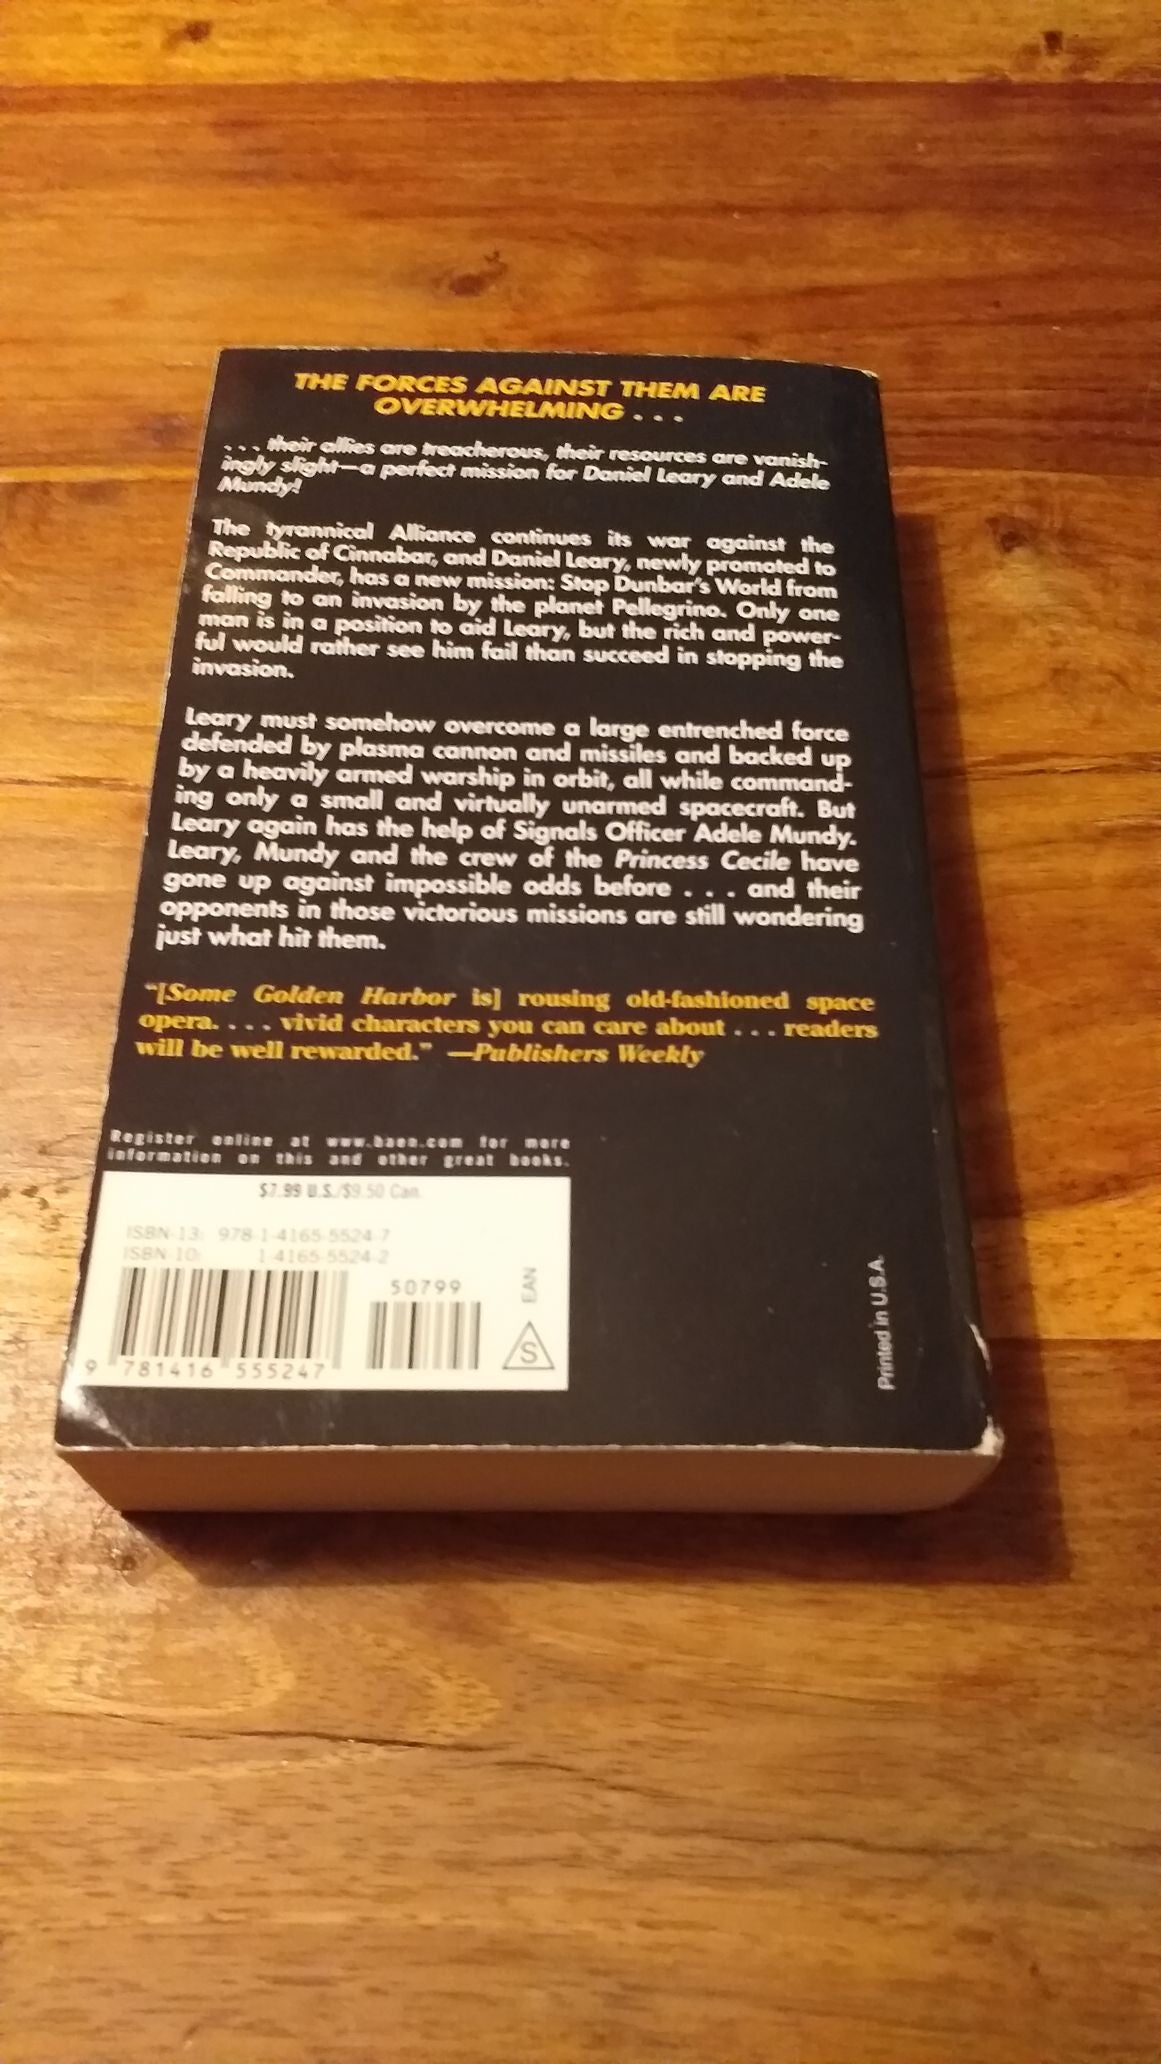 THE FORCES AGAINST THEM ARE
OVERWHELMING . . .
. . . their allies are treacherous, their resources are vanish-
ingly slight—a perfect mission for Daniel Leary and Adele
Mundy!
The tyrannical Alliance continues its war against the
Republic of Cinnabar, and Daniel Leary, newly promoted to
Commander, has a new mission: Stop Dunbar's World from
falling to an invasion by the planet Pellegrino. Only one
man is in a position to aid Leary, but the rich and power-
ful would rather see him fail than succeed in stopping the
invasion.
Leary must somehow overcome a large entrenched force
defended by plasma cannon and missiles and backed up
by a heavily armed warship in orbit, all while command-
ing only a small and virtually unarmed spacecraft. But
Leary again has the help of Signals Officer Adele Mundy.
Leary, Mundy and the crew of the Princess Cecile have
gone up against impossible odds before . . . and their
opponents in those victorious missions are still wondering
just what hit them.
"[Some Golden Harbor is] rousing old-fashioned space
opera. . . . vivid characters you can care about . . . readers
will be well rewarded." —Publishers Weekly
Register online at www.baen.com for more
information on this and other great books.
$7.99 U.S./$9.50 Can.
ISBN-13: 978-1-4165-5524-7
ISBN-10: 1-4165-5524-2
50799
EAN
S
9 781416 555247
Printed in U.S.A.